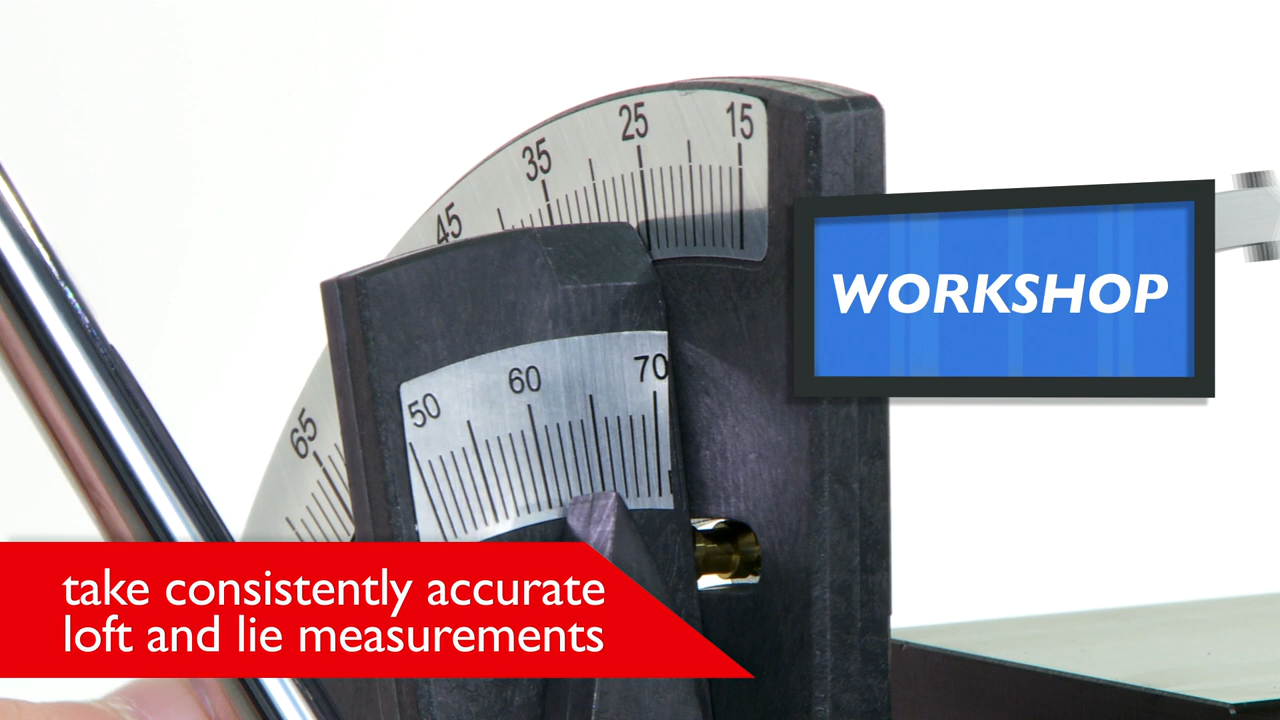 15
25
35
45
WORKSHOP
50
60
70
65
take consistently accurate
loft and lie measurements